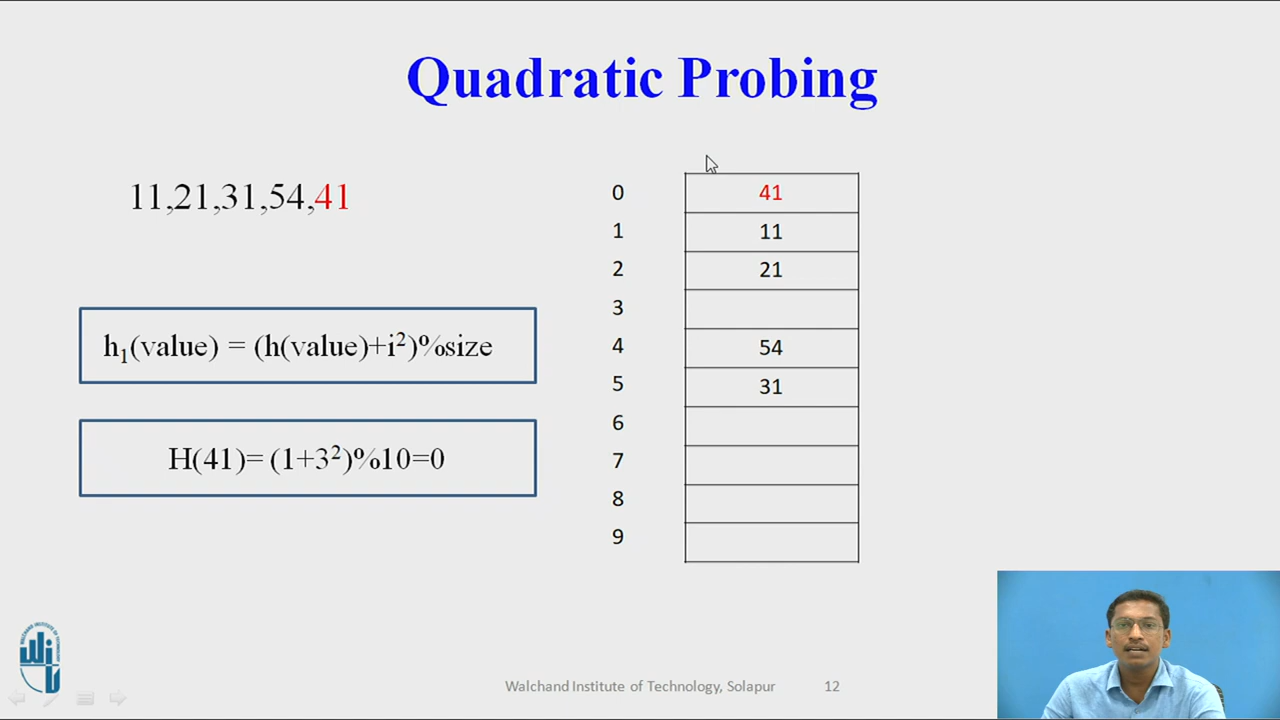 Quadratic Probing
11,21,31,54,41
h₁(value) = (h(value)+i²)%size
H(41)= (1+3²)%10=0
0 41
1 11
2 21
3
4 54
5 31
6
7
8
9
Walchand Institute of Technology, Solapur 12